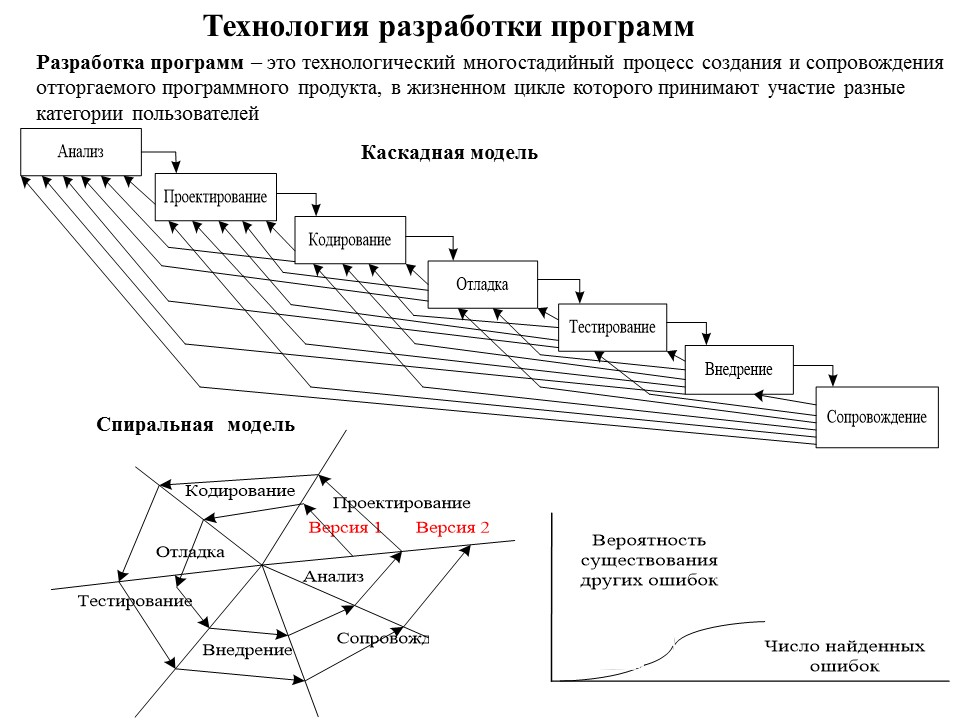 Технология разработки программ
Разработка программ – это технологический многостадийный процесс создания и сопровождения
отторгаемого программного продукта, в жизненном цикле которого принимают участие разные
категории пользователей
Каскадная модель
Анализ
Проектирование
Кодирование
Отладка
Тестирование
Внедрение
Сопровождение
Спиральная модель
Кодирование
Проектирование
Версия 1
Версия 2
Отладка
Анализ
Тестирование
Сопровожд
Внедрение
Вероятность
существования
других ошибок
Число найденных
ошибок